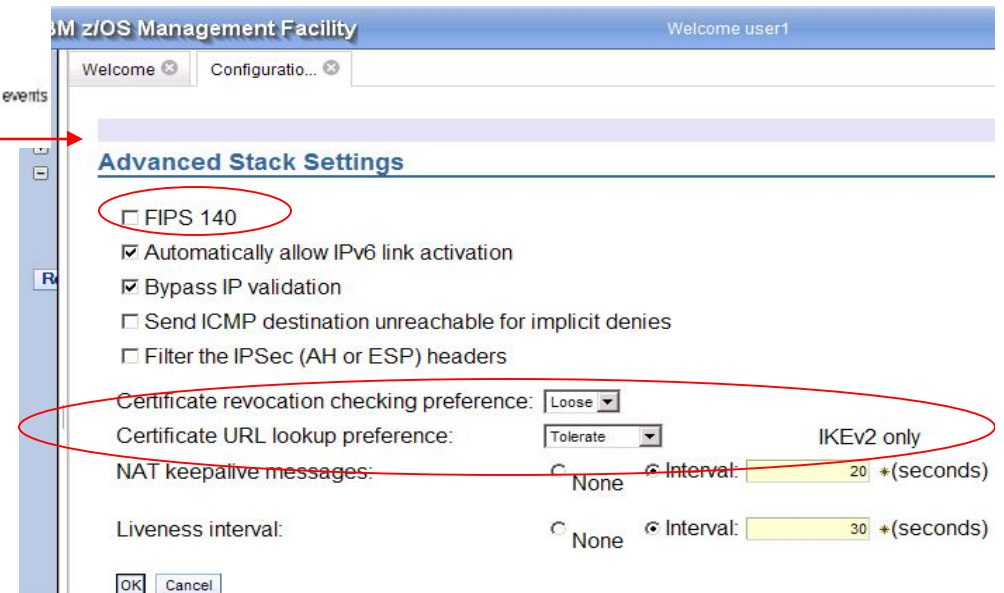 BM z/OS Management Facility
Welcome user1
Welcome
Configuratio...
events
Advanced Stack Settings
FIPS 140
Automatically allow IPv6 link activation
Bypass IP validation
Send ICMP destination unreachable for implicit denies
Filter the IPSec (AH or ESP) headers
Certificate revocation checking preference: Loose
Certificate URL lookup preference: Tolerate IKEv2 only
NAT keepalive messages: None Interval: 20 *(seconds)
Liveness interval: None Interval: 30 *(seconds)
OK Cancel